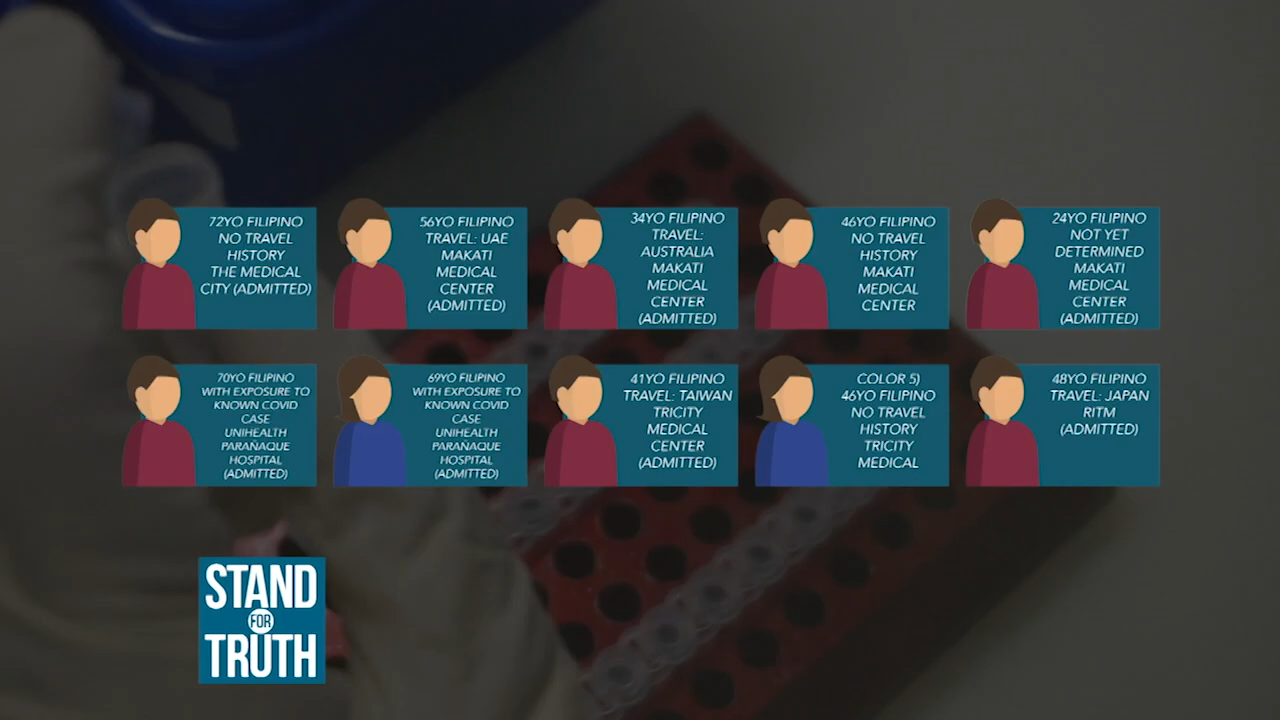 72YO FILIPINO
NO TRAVEL
HISTORY
THE MEDICAL
CITY (ADMITTED)
56YO FILIPINO
TRAVEL: UAE
MAKATI
MEDICAL
CENTER
(ADMITTED)
34YO FILIPINO
TRAVEL:
AUSTRALIA
MAKATI
MEDICAL
CENTER
(ADMITTED)
46YO FILIPINO
NO TRAVEL
HISTORY
MAKATI
MEDICAL
CENTER
24YO FILIPINO
NOT YET
DETERMINED
MAKATI
MEDICAL
CENTER
(ADMITTED)
70YO FILIPINO
WITH EXPOSURE TO
KNOWN COVID
CASE
UNIHEALTH
PARAÑAQUE
HOSPITAL
(ADMITTED)
69YO FILIPINO
WITH EXPOSURE TO
KNOWN COVID
CASE
UNIHEALTH
PARAÑAQUE
HOSPITAL
(ADMITTED)
41YO FILIPINO
TRAVEL: TAIWAN
TRICITY
MEDICAL
CENTER
(ADMITTED)
COLOR 5)
46YO FILIPINO
NO TRAVEL
HISTORY
TRICITY
MEDICAL
48YO FILIPINO
TRAVEL: JAPAN
RITM
(ADMITTED)
STAND
FOR
TRUTH